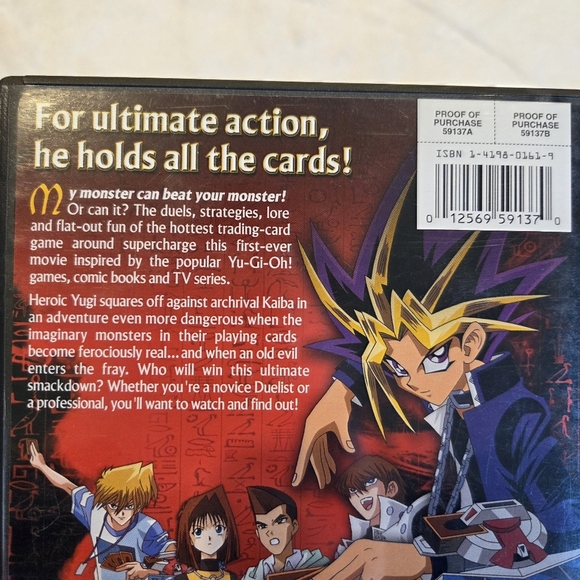 For ultimate action,
he holds all the cards!
PROOF OF
PURCHASE
59137A
PROOF OF
PURCHASE
59137B
ISBN 1-4198-0161-9
0 12569 59137 0
My monster can beat your monster!
Or can it? The duels, strategies, lore
and flat-out fun of the hottest trading-card
game around supercharge this first-ever
movie inspired by the popular Yu-Gi-Oh!
games, comic books and TV series.
Heroic Yugi squares off against archrival Kaiba in
an adventure even more dangerous when the
imaginary monsters in their playing cards
become ferociously real...and when an old evil
enters the fray. Who will win this ultimate
smackdown? Whether you're a novice Duelist or
a professional, you'll want to watch and find out!